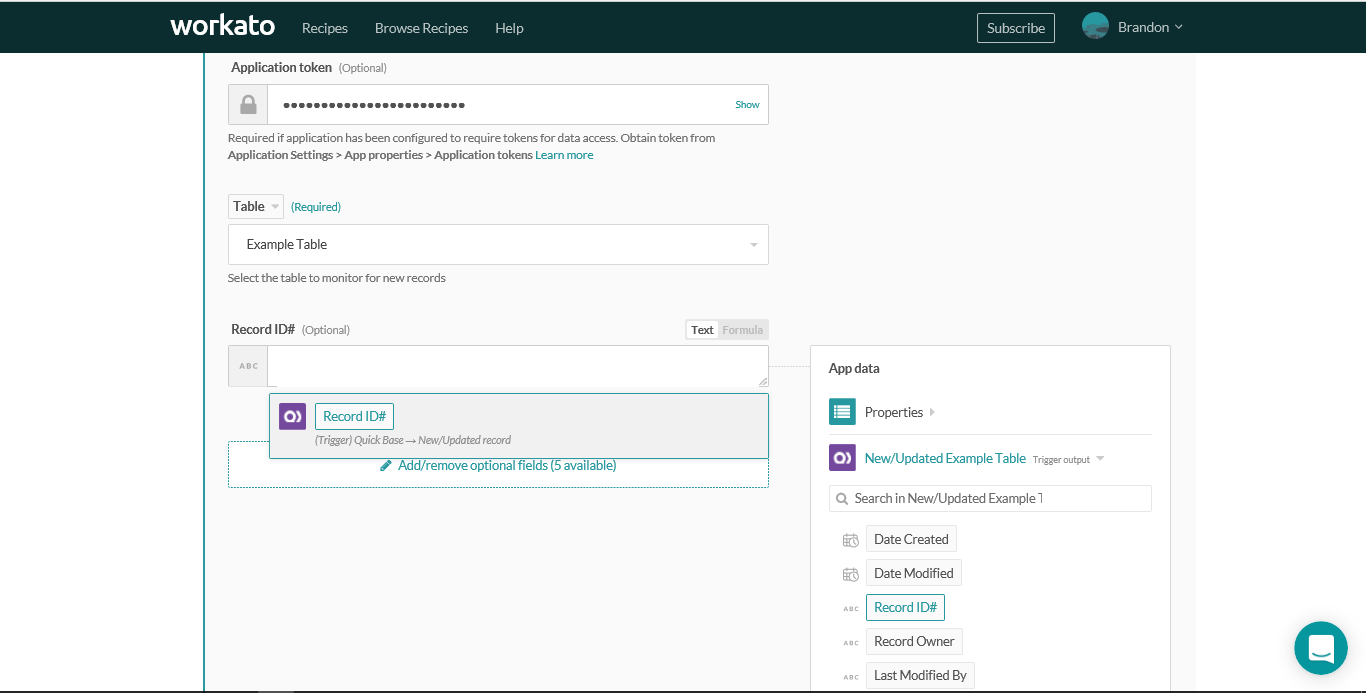 workato
Recipes
Browse Recipes
Help
Subscribe
Brandon
Application token (Optional)
•••••••••••••••••••••••••
Show
Required if application has been configured to require tokens for data access. Obtain token from
Application Settings > App properties > Application tokens Learn more
Table (Required)
Example Table
Select the table to monitor for new records
Record ID# (Optional)
Text Formula
ABC
Record ID#
(Trigger) Quick Base → New/Updated record
Add/remove optional fields (5 available)
App data
Properties
New/Updated Example Table Trigger output
Search in New/Updated Example T
Date Created
Date Modified
ABC Record ID#
ABC Record Owner
ABC Last Modified By